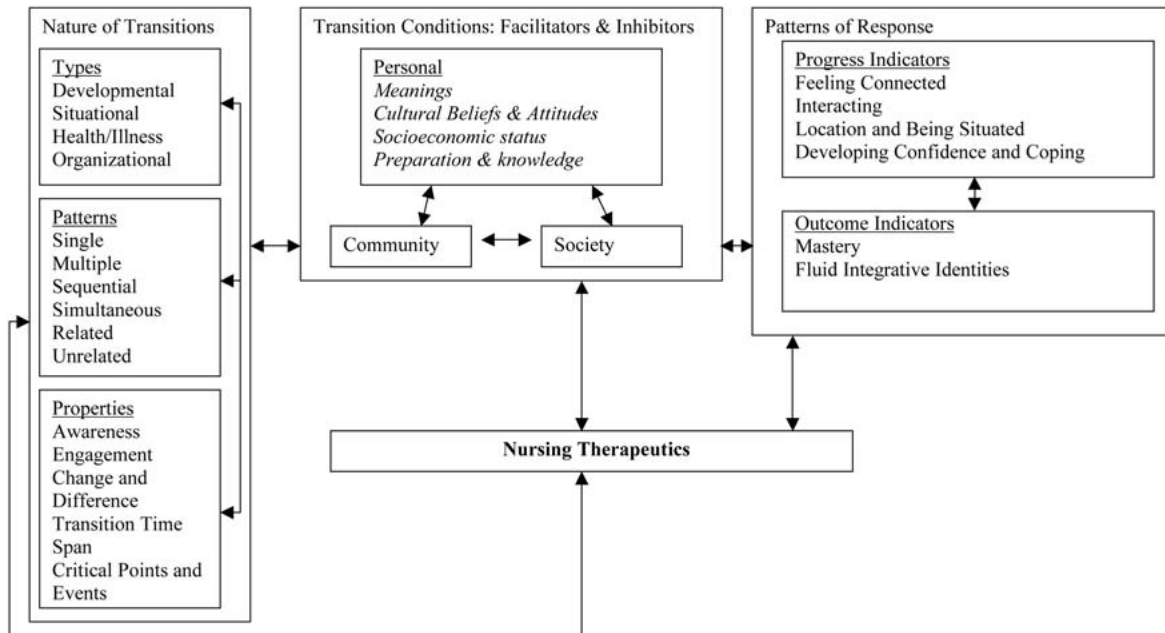 Nature of Transitions
Types
Developmental
Situational
Health/Illness
Organizational
Patterns
Single
Multiple
Sequential
Simultaneous
Related
Unrelated
Properties
Awareness
Engagement
Change and
Difference
Transition Time
Span
Critical Points and
Events
Transition Conditions: Facilitators & Inhibitors
Personal
Meanings
Cultural Beliefs & Attitudes
Socioeconomic status
Preparation & knowledge
Community
Society
Patterns of Response
Progress Indicators
Feeling Connected
Interacting
Location and Being Situated
Developing Confidence and Coping
Outcome Indicators
Mastery
Fluid Integrative Identities
Nursing Therapeutics